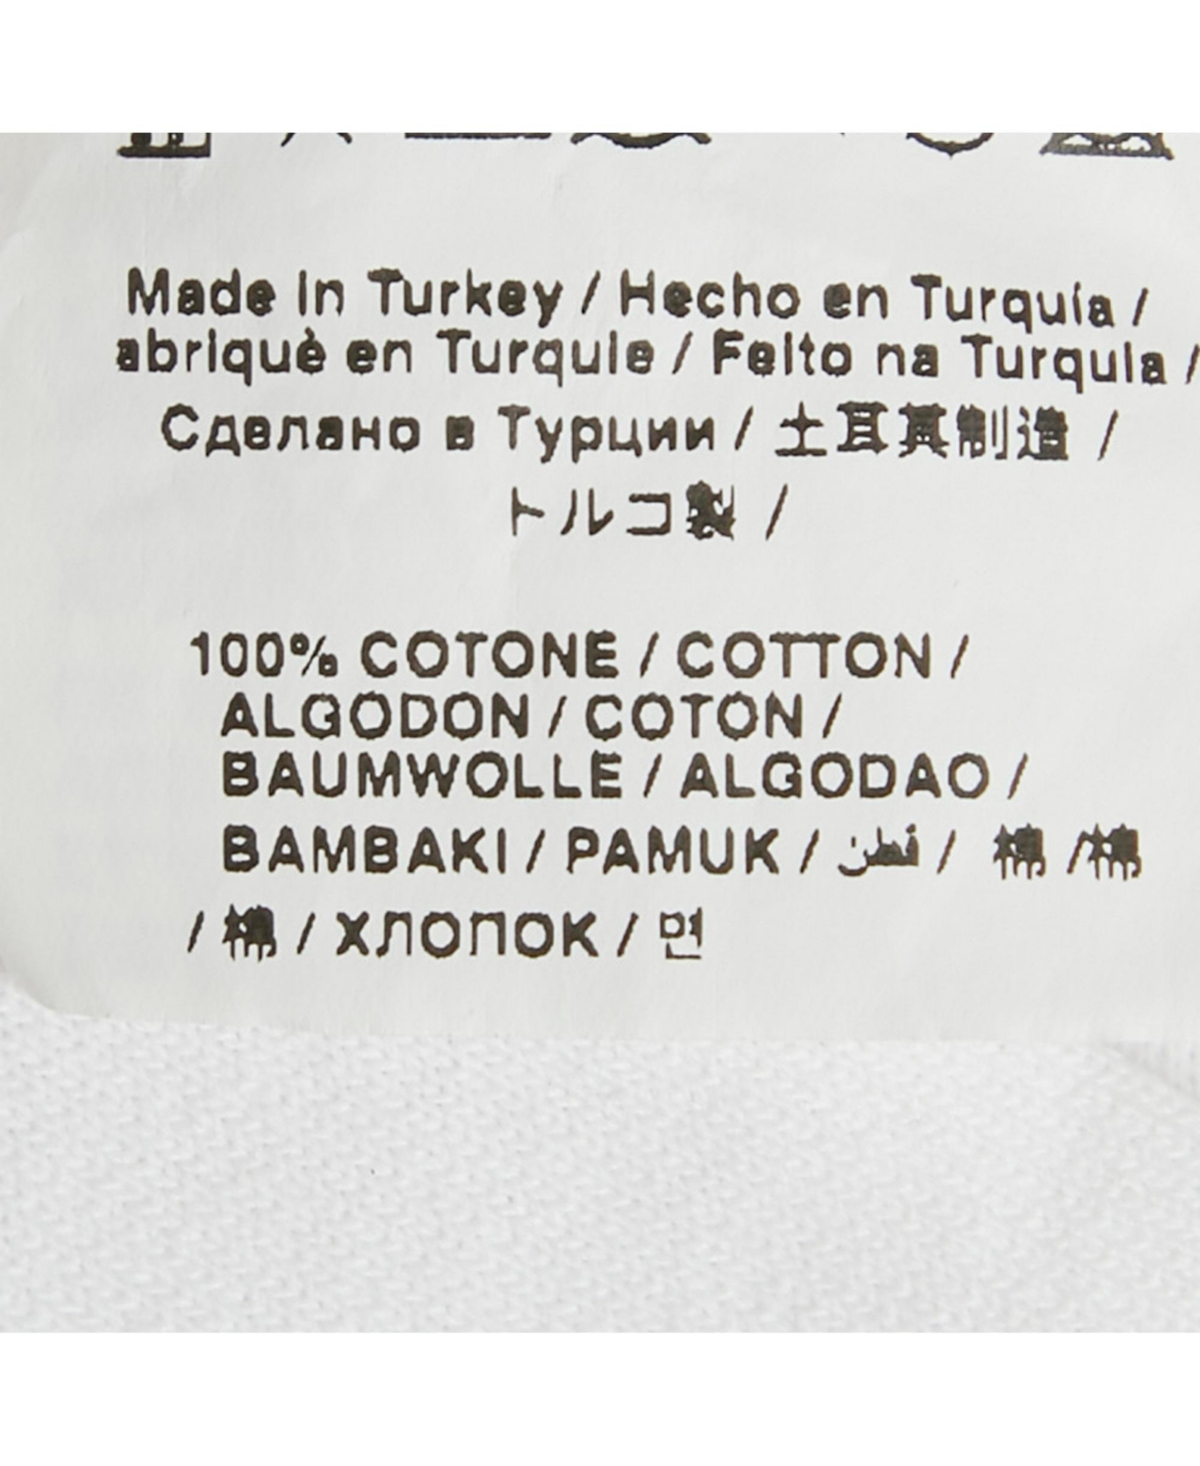 Made in Turkey / Hecho en Turquía /
abriquè en Turquie / Feito na Turquia /
Сделано в Турции / 土耳其制造 /
トルコ製 /
100% COTONE / COTTON /
ALGODON / COTON /
BAUMWOLLE / ALGODAO /
BAMBAKI / PAMUK / قطن / 棉 /棉
/ 棉 / ХЛОПОК / 면